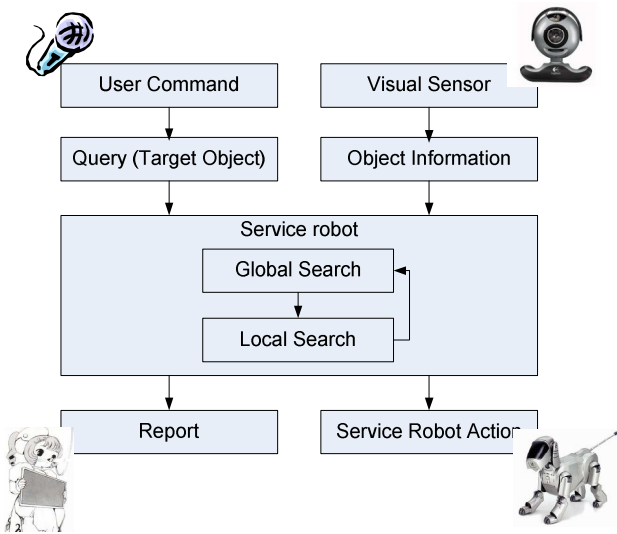 User Command
Visual Sensor
Query (Target Object)
Object Information
Service robot
Global Search
Local Search
Report
Service Robot Action